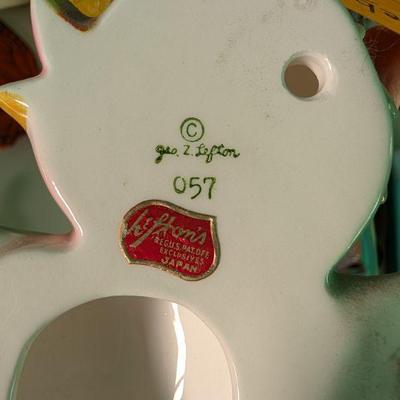 ©
Geo. Z. Lefton
057
Lefton's
REG.U.S.PAT.OFF.
EXCLUSIVES
JAPAN